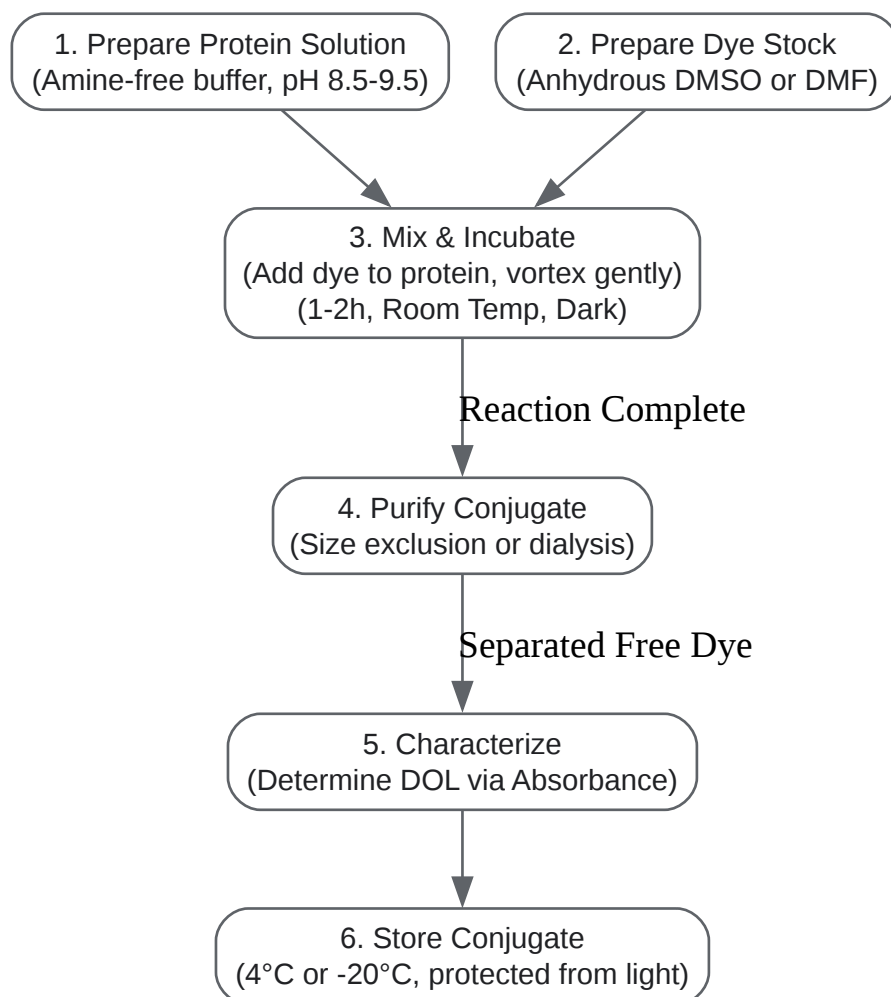 1. Prepare Protein Solution
(Amine-free buffer, pH 8.5-9.5)
2. Prepare Dye Stock
(Anhydrous DMSO or DMF)
3. Mix & Incubate
(Add dye to protein, vortex gently)
(1-2h, Room Temp, Dark)
Reaction Complete
4. Purify Conjugate
(Size exclusion or dialysis)
Separated Free Dye
5. Characterize
(Determine DOL via Absorbance)
6. Store Conjugate
(4°C or -20°C, protected from light)